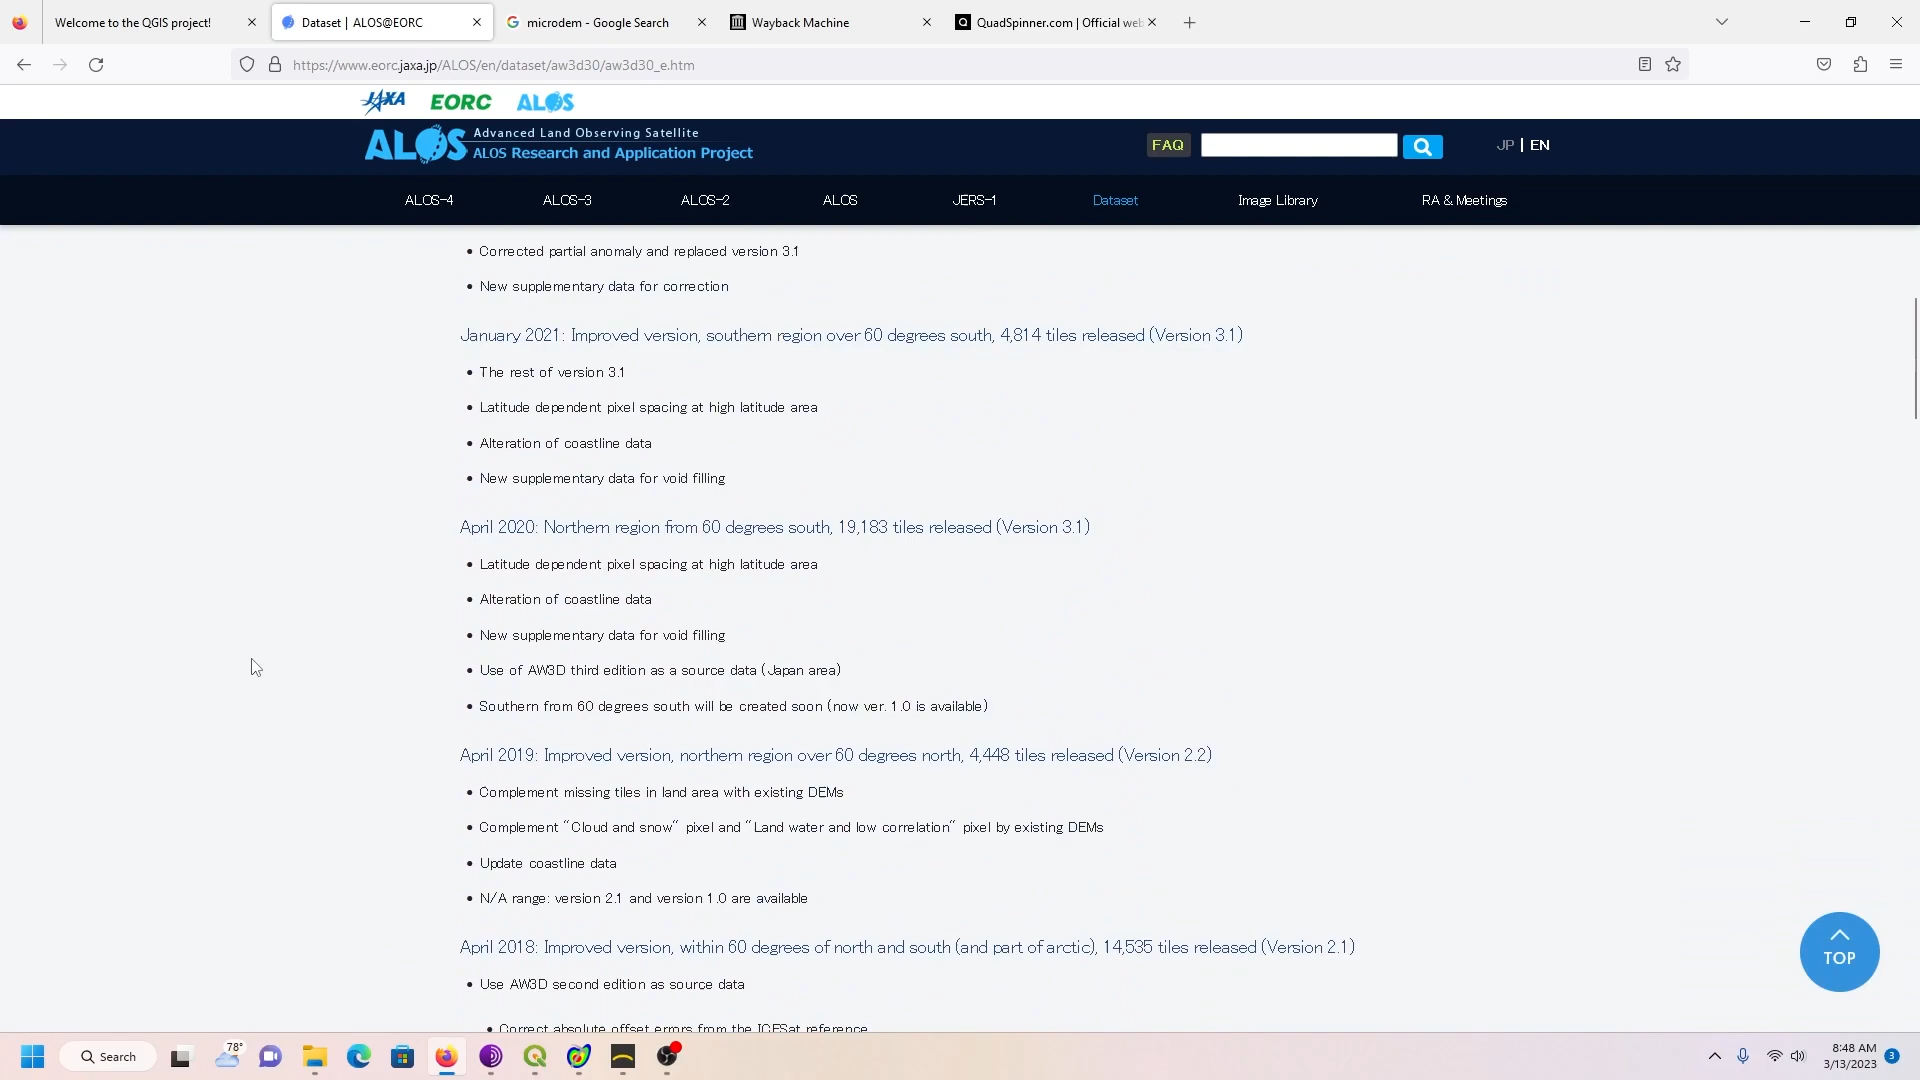 Welcome to the QGIS project!
Dataset | ALOS@EORC
microdem - Google Search
Wayback Machine
QuadSpinner.com | Official web
https://www.eorc.jaxa.jp/ALOS/en/dataset/aw3d30/aw3d30_e.htm
JAXA EORC ALOS
ALOS Advanced Land Observing Satellite
ALOS Research and Application Project
FAQ
JP | EN
ALOS-4 ALOS-3 ALOS-2 ALOS JERS-1 Dataset Image Library RA & Meetings
• Corrected partial anomaly and replaced version 3.1
• New supplementary data for correction
January 2021: Improved version, southern region over 60 degrees south, 4,814 tiles released (Version 3.1)
• The rest of version 3.1
• Latitude dependent pixel spacing at high latitude area
• Alteration of coastline data
• New supplementary data for void filling
April 2020: Northern region from 60 degrees south, 19,183 tiles released (Version 3.1)
• Latitude dependent pixel spacing at high latitude area
• Alteration of coastline data
• New supplementary data for void filling
• Use of AW3D third edition as a source data (Japan area)
• Southern from 60 degrees south will be created soon (now ver. 1.0 is available)
April 2019: Improved version, northern region over 60 degrees north, 4,448 tiles released (Version 2.2)
• Complement missing tiles in land area with existing DEMs
• Complement "Cloud and snow" pixel and "Land water and low correlation" pixel by existing DEMs
• Update coastline data
• N/A range: version 2.1 and version 1.0 are available
April 2018: Improved version, within 60 degrees of north and south (and part of arctic), 14,535 tiles released (Version 2.1)
• Use AW3D second edition as source data
• Correct absolute offset errors from the ICESat reference
TOP
Search
78°
8:48 AM
3/13/2023
3